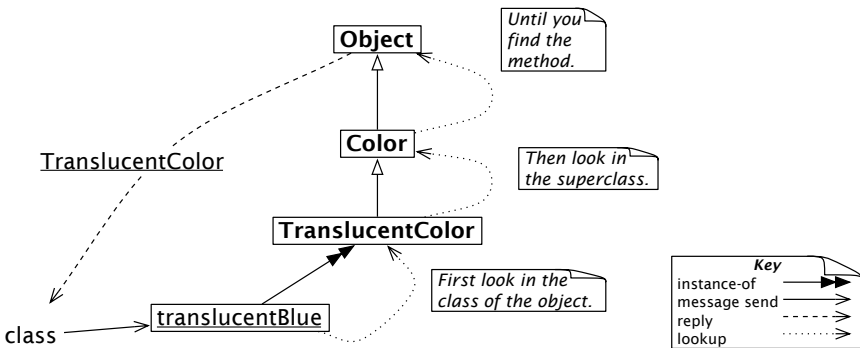 Object
Until you
find the
method.
Color
TranslucentColor
Then look in
the superclass.
TranslucentColor
First look in the
class of the object.
Key
instance-of
message send
reply
lookup
translucentBlue
class